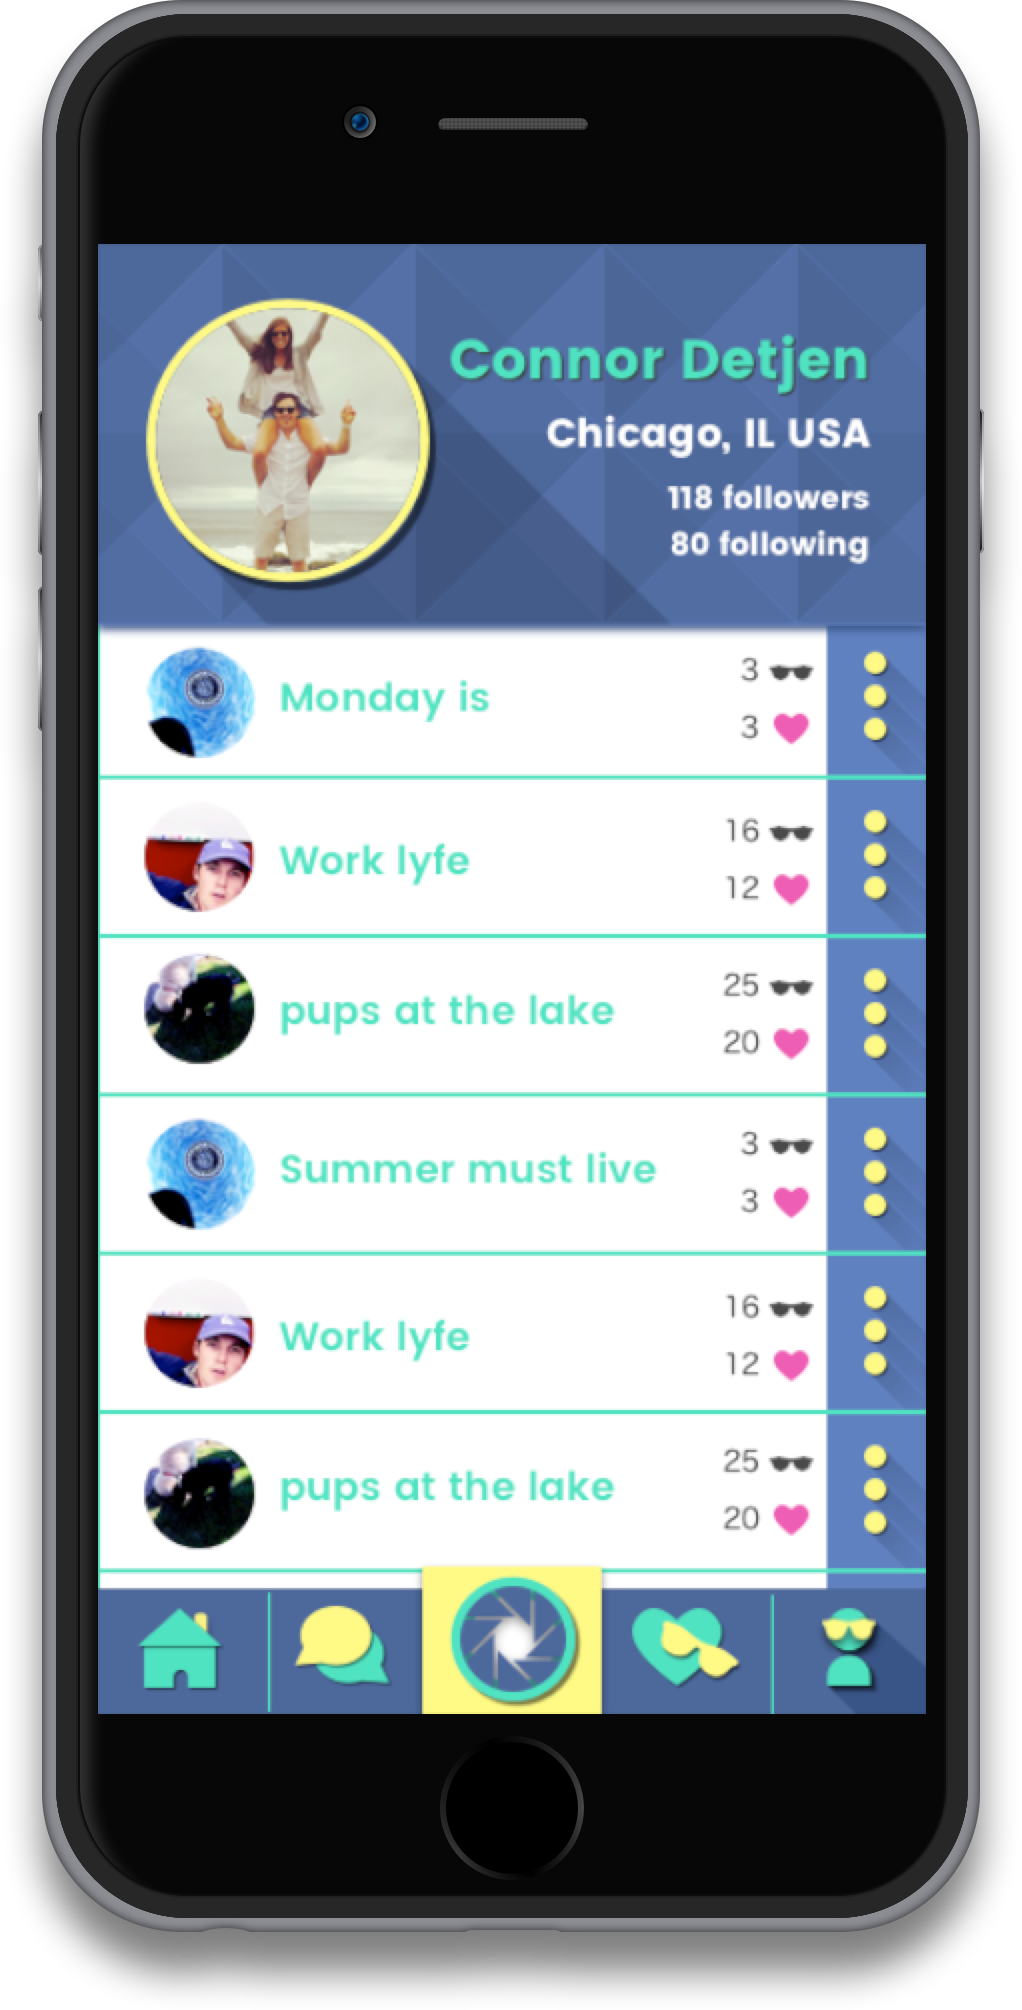 Connor Detjen
Chicago, IL USA
118 followers
80 following
Monday is
3
3
Work lyfe
16
12
pups at the lake
25
20
Summer must live
3
3
Work lyfe
16
12
pups at the lake
25
20